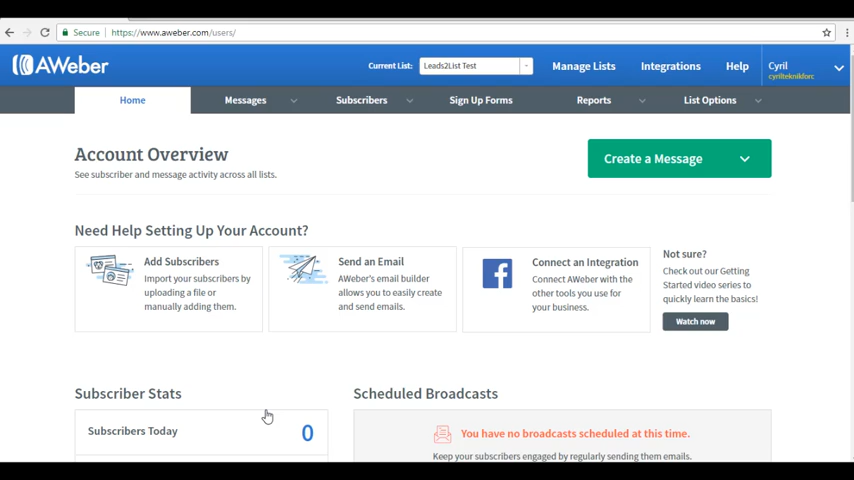 Secure https://www.aweber.com/users/
AWeber
Current List: Leads2List Test
Manage Lists
Integrations
Help
Cyril
cyrilteknikforc
Home
Messages
Subscribers
Sign Up Forms
Reports
List Options
Account Overview
See subscriber and message activity across all lists.
Create a Message
Need Help Setting Up Your Account?
Add Subscribers
Import your subscribers by
uploading a file or
manually adding them.
Send an Email
AWeber's email builder
allows you to easily create
and send emails.
Connect an Integration
Connect AWeber with the
other tools you use for
your business.
Not sure?
Check out our Getting
Started video series to
quickly learn the basics!
Watch now
Subscriber Stats
Subscribers Today
0
Scheduled Broadcasts
You have no broadcasts scheduled at this time.
Keep your subscribers engaged by regularly sending them emails.